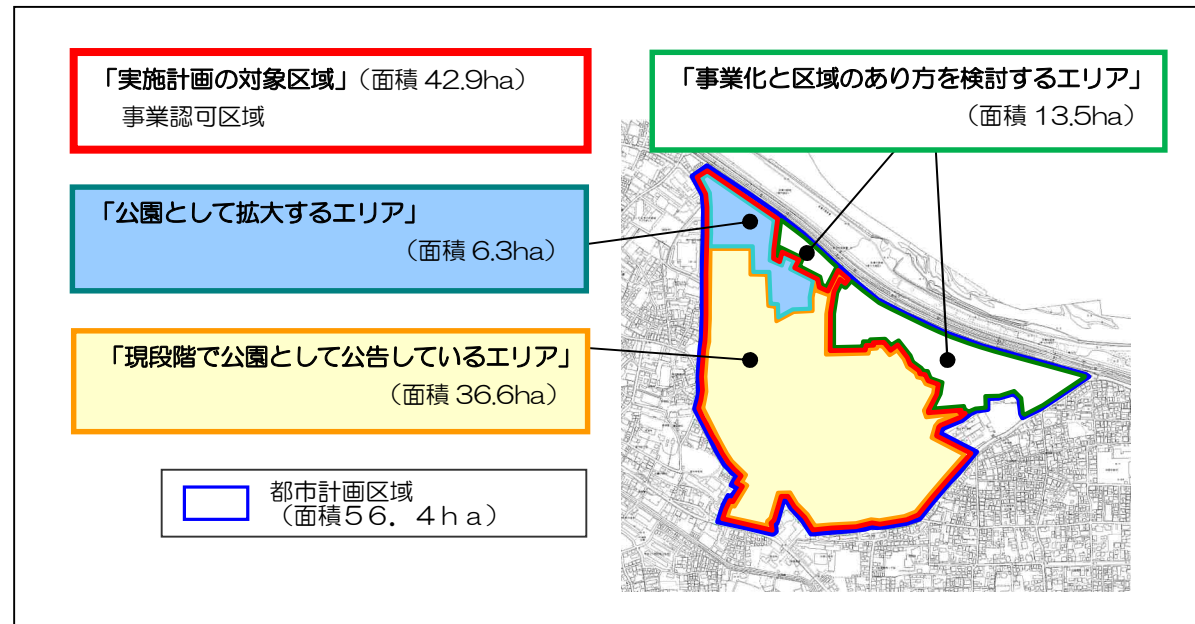 「実施計画の対象区域」（面積 42.9ha）
事業認可区域
「事業化と区域のあり方を検討するエリア」
（面積 13.5ha）
「公園として拡大するエリア」
（面積 6.3ha）
「現段階で公園として公告しているエリア」
（面積 36.6ha）
都市計画区域
（面積５６．４ｈａ）